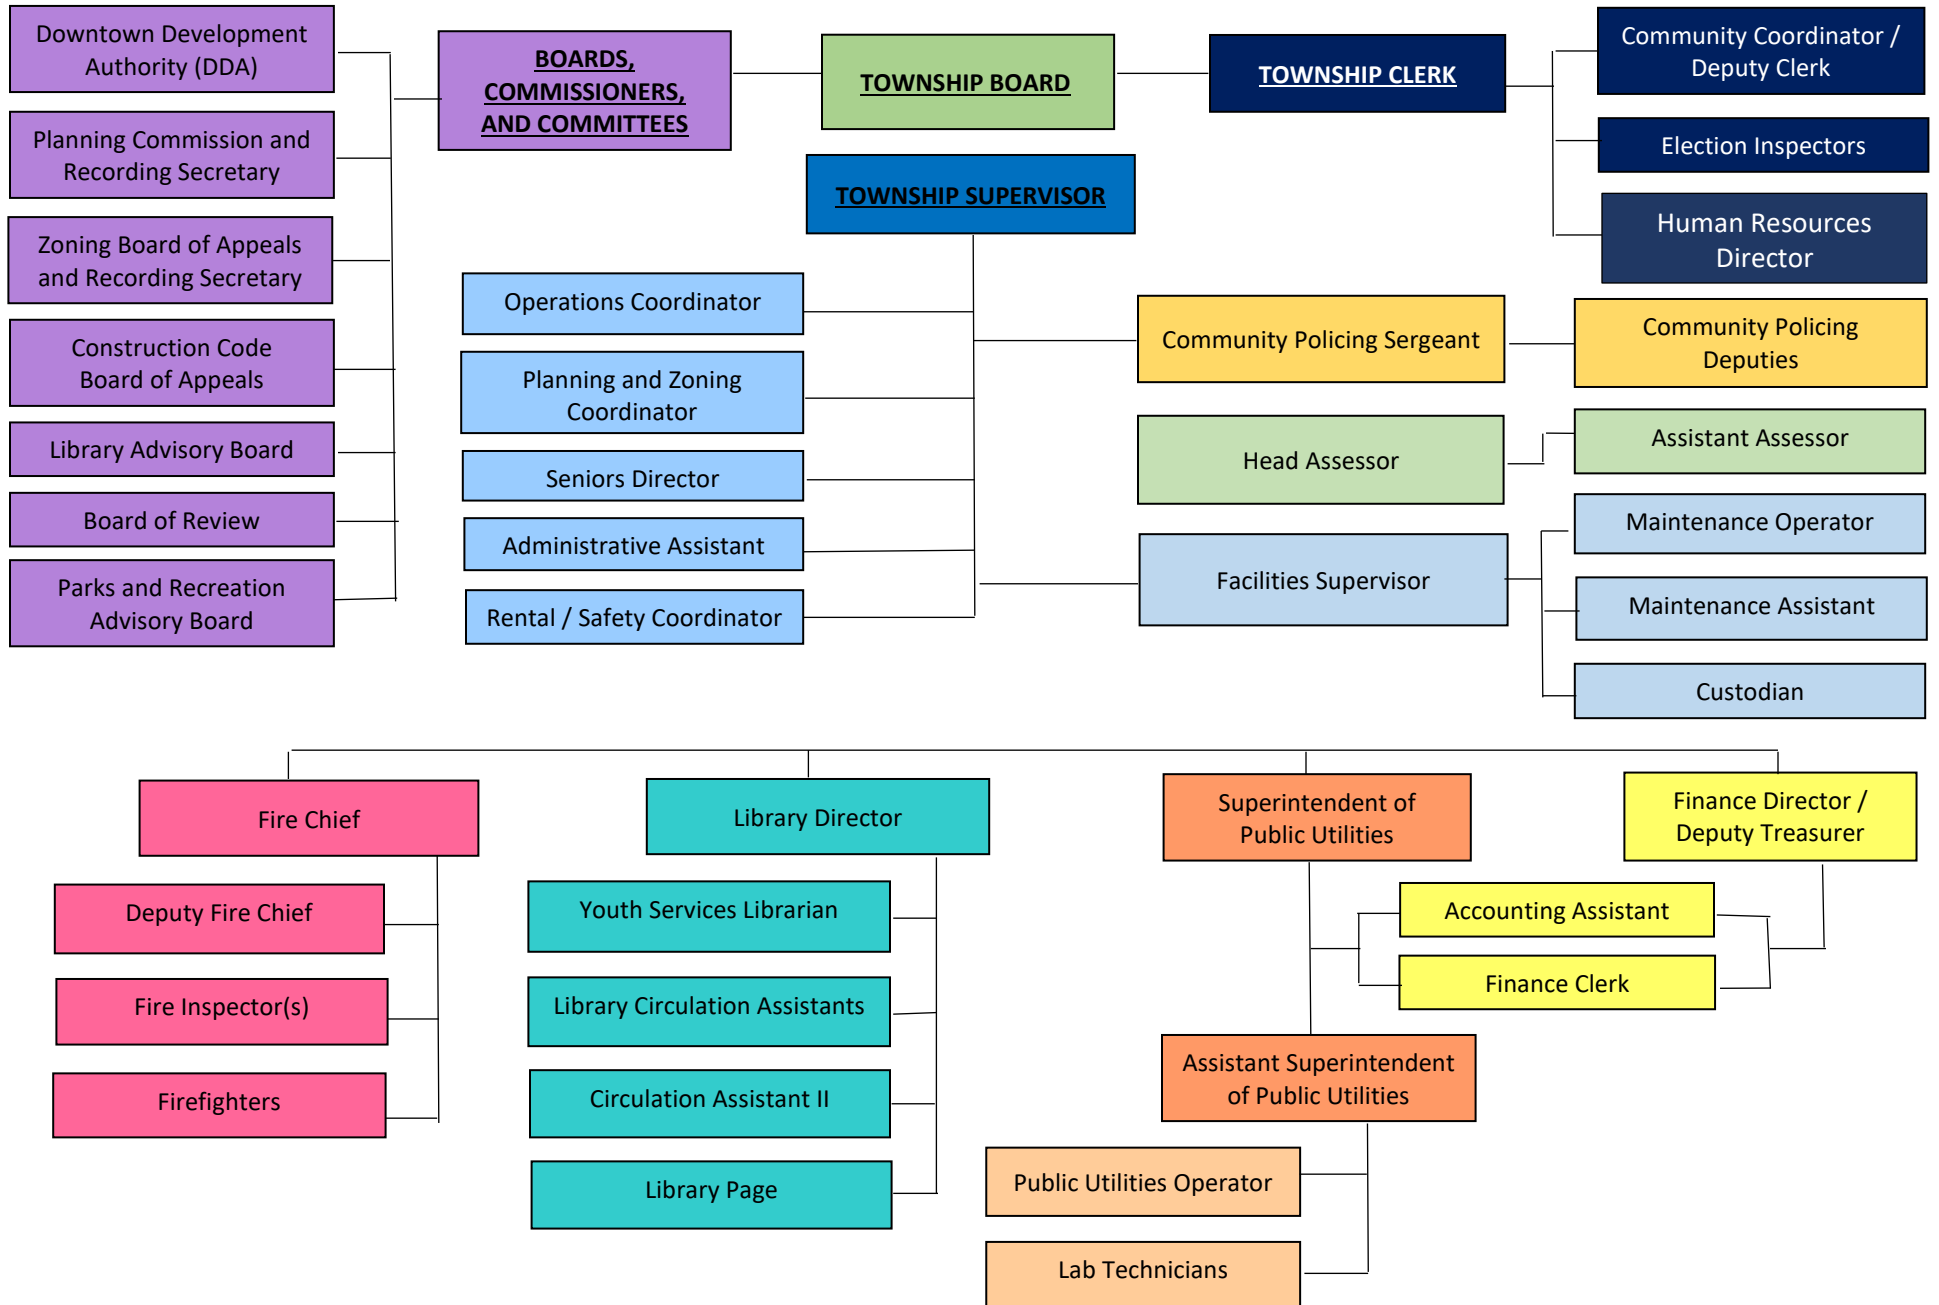 Downtown Development
Authority (DDA)
Planning Commission and
Recording Secretary
Zoning Board of Appeals
and Recording Secretary
Construction Code
Board of Appeals
Library Advisory Board
Board of Review
Parks and Recreation
Advisory Board
BOARDS,
COMMISSIONERS,
AND COMMITTEES
TOWNSHIP BOARD
TOWNSHIP CLERK
Community Coordinator /
Deputy Clerk
Election Inspectors
Human Resources
Director
TOWNSHIP SUPERVISOR
Operations Coordinator
Planning and Zoning
Coordinator
Seniors Director
Administrative Assistant
Rental / Safety Coordinator
Community Policing Sergeant
Community Policing
Deputies
Head Assessor
Assistant Assessor
Facilities Supervisor
Maintenance Operator
Maintenance Assistant
Custodian
Fire Chief
Deputy Fire Chief
Fire Inspector(s)
Firefighters
Library Director
Youth Services Librarian
Library Circulation Assistants
Circulation Assistant II
Library Page
Superintendent of
Public Utilities
Finance Director /
Deputy Treasurer
Accounting Assistant
Finance Clerk
Assistant Superintendent
of Public Utilities
Public Utilities Operator
Lab Technicians